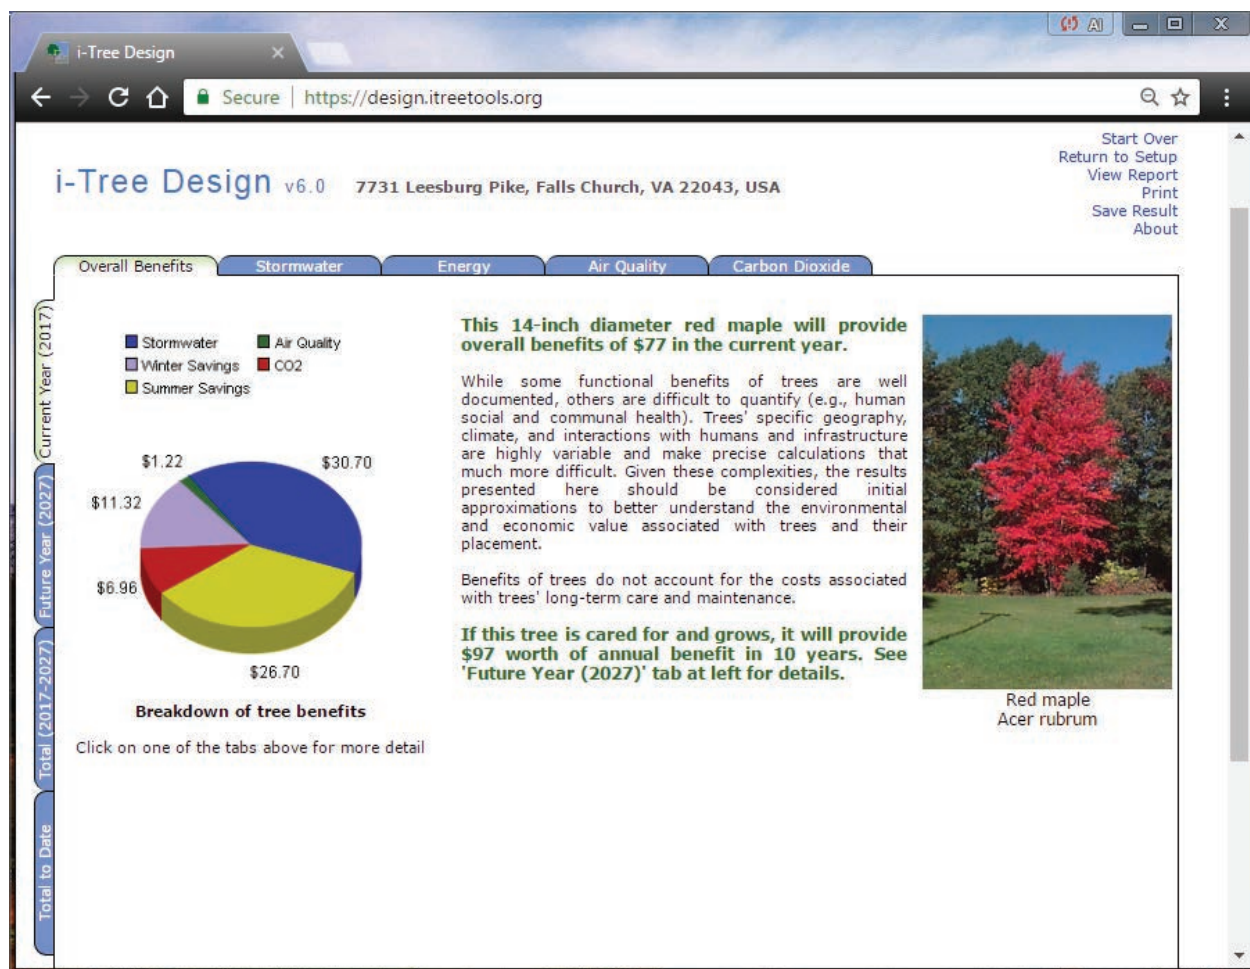 AI
i-Tree Design
Secure | https://design.itreetools.org
Start Over
Return to Setup
View Report
Print
Save Result
About
i-Tree Design v6.0 7731 Leesburg Pike, Falls Church, VA 22043, USA
Overall Benefits Stormwater Energy Air Quality Carbon Dioxide
Current Year (2017)
Future Year (2027)
Total (2017-2027)
Total to Date
Stormwater Air Quality
Winter Savings CO2
Summer Savings
$1.22 $30.70
$11.32
$6.96
$26.70
Breakdown of tree benefits
Click on one of the tabs above for more detail
This 14-inch diameter red maple will provide
overall benefits of $77 in the current year.
While some functional benefits of trees are well
documented, others are difficult to quantify (e.g., human
social and communal health). Trees' specific geography,
climate, and interactions with humans and infrastructure
are highly variable and make precise calculations that
much more difficult. Given these complexities, the results
presented here should be considered initial
approximations to better understand the environmental
and economic value associated with trees and their
placement.
Benefits of trees do not account for the costs associated
with trees' long-term care and maintenance.
If this tree is cared for and grows, it will provide
$97 worth of annual benefit in 10 years. See
'Future Year (2027)' tab at left for details.
Red maple
Acer rubrum